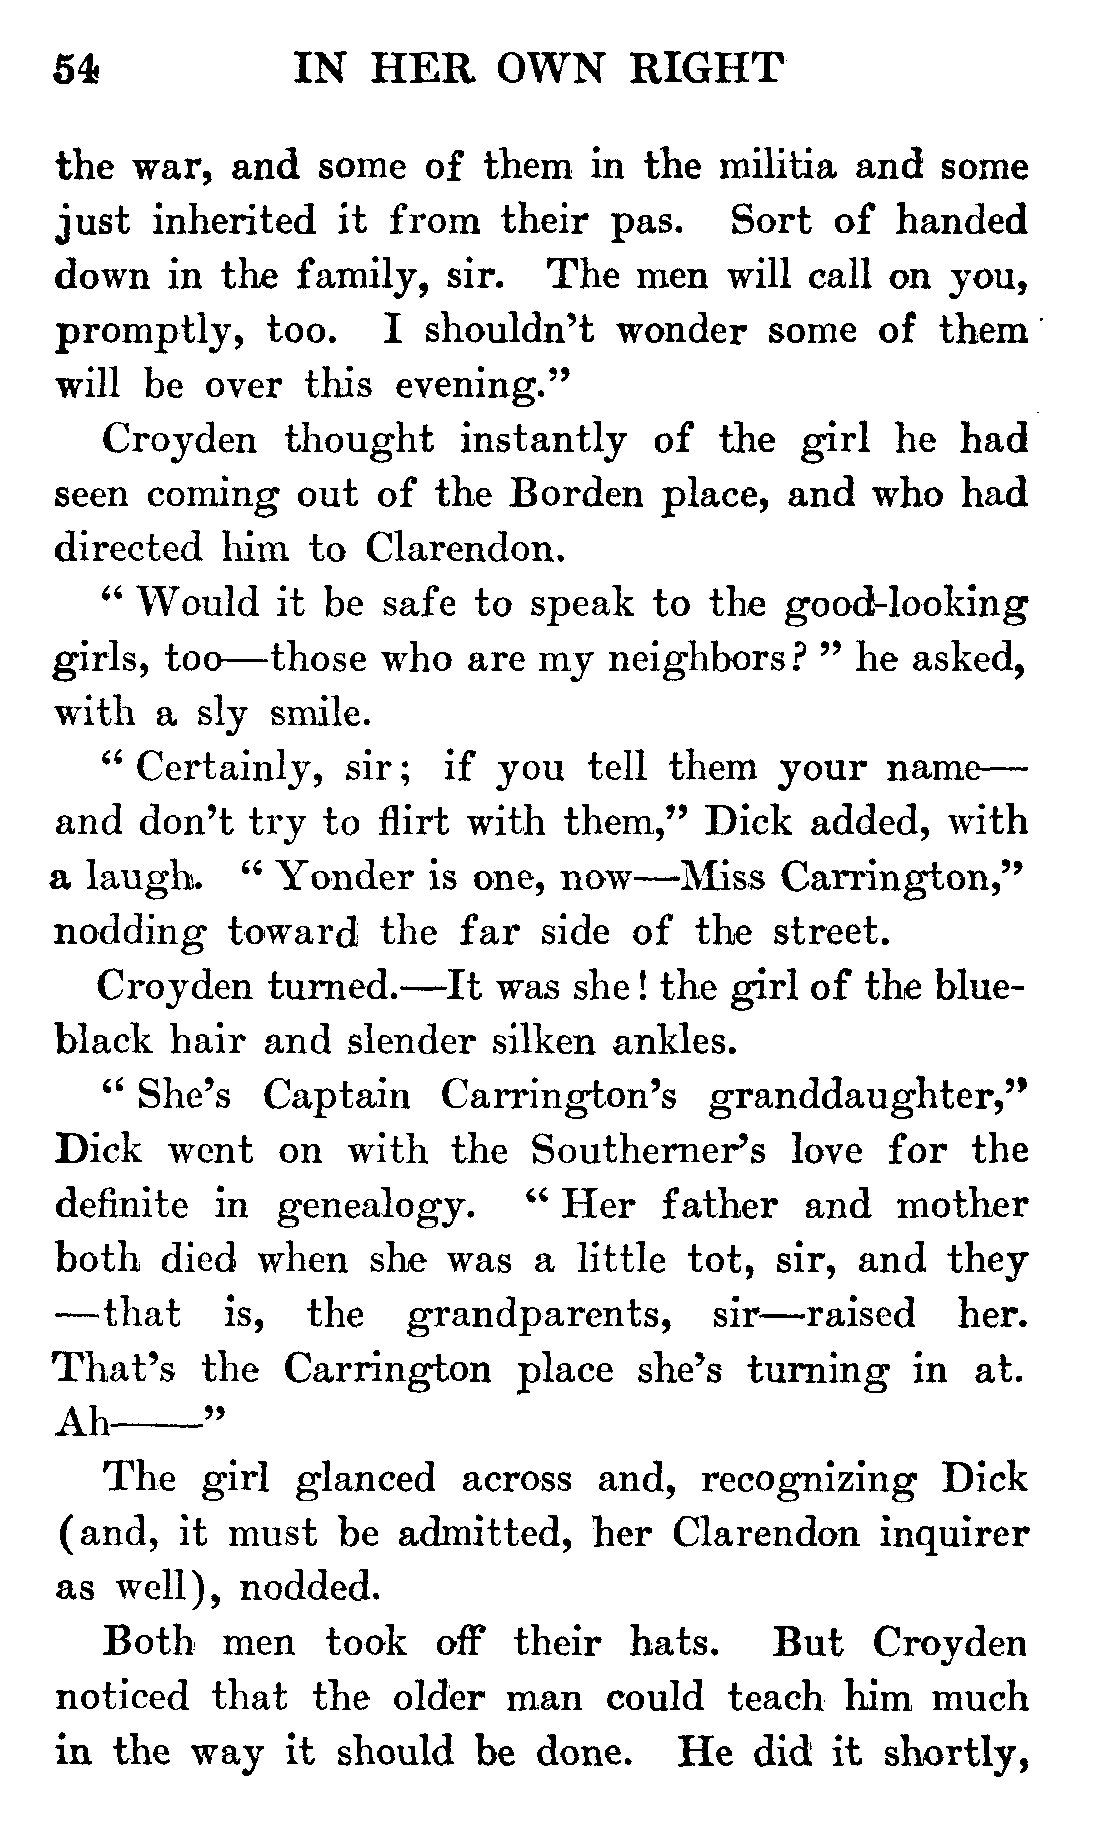 54 IN HER OWN RIGHT
the war, and some of them in the militia and some
just inherited it from their pas. Sort of handed
down in the family, sir. The men will call on you,
promptly, too. I shouldn't wonder some of them
will be over this evening."
Croyden thought instantly of the girl he had
seen coming out of the Borden place, and who had
directed him to Clarendon.
" Would it be safe to speak to the good-looking
girls, too—those who are my neighbors? " he asked,
with a sly smile.
" Certainly, sir; if you tell them your name—
and don't try to flirt with them," Dick added, with
a laugh. " Yonder is one, now—Miss Carrington,"
nodding toward the far side of the street.
Croyden turned.—It was she! the girl of the blue-
black hair and slender silken ankles.
" She's Captain Carrington's granddaughter,"
Dick went on with the Southerner's love for the
definite in genealogy. " Her father and mother
both died when she was a little tot, sir, and they
—that is, the grandparents, sir—raised her.
That's the Carrington place she's turning in at.
Ah——"
The girl glanced across and, recognizing Dick
(and, it must be admitted, her Clarendon inquirer
as well), nodded.
Both men took off their hats. But Croyden
noticed that the older man could teach him much
in the way it should be done. He did it shortly,